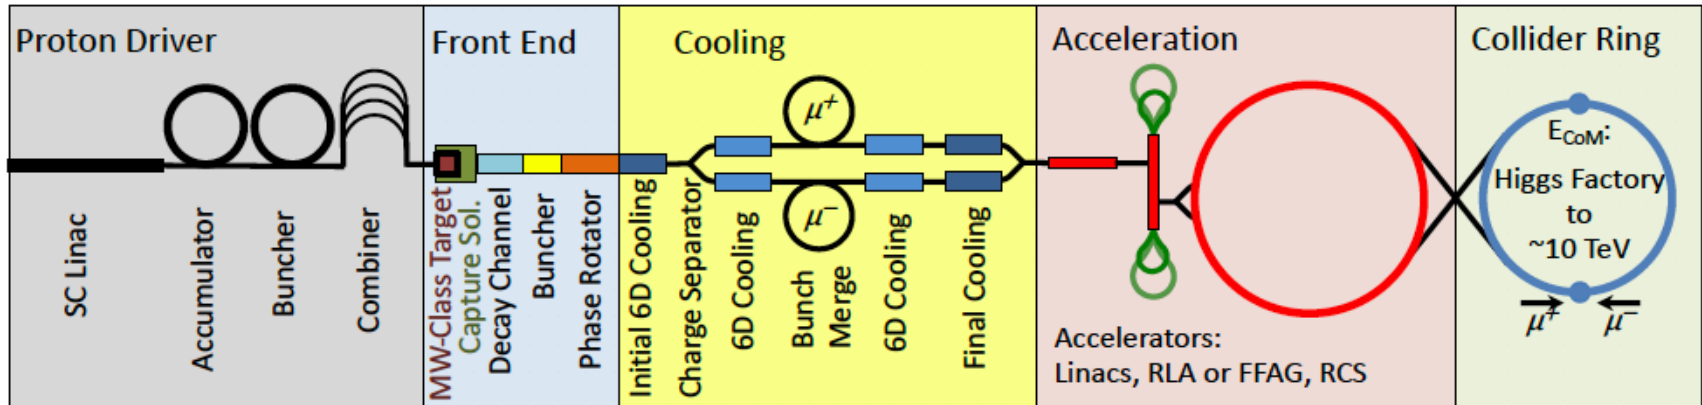 Proton Driver
SC Linac
Accumulator
Buncher
Combiner
Front End
MW-Class Target
Capture Sol.
Decay Channel
Buncher
Phase Rotator
Cooling
μ+
μ−
Initial 6D Cooling
Charge Separator
6D Cooling
Bunch
Merge
6D Cooling
Final Cooling
Acceleration
Accelerators:
Linacs, RLA or FFAG, RCS
Collider Ring
ECoM:
Higgs Factory
to
~10 TeV
μ+
μ−